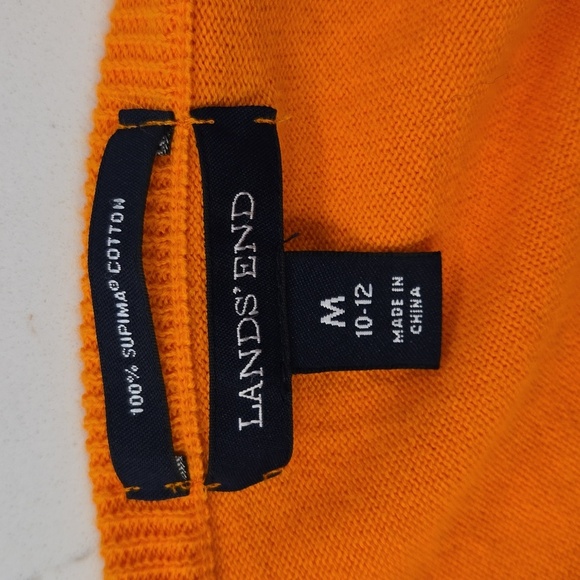 100% SUPIMA® COTTON
LANDS' END
M
10-12
MADE IN
CHINA